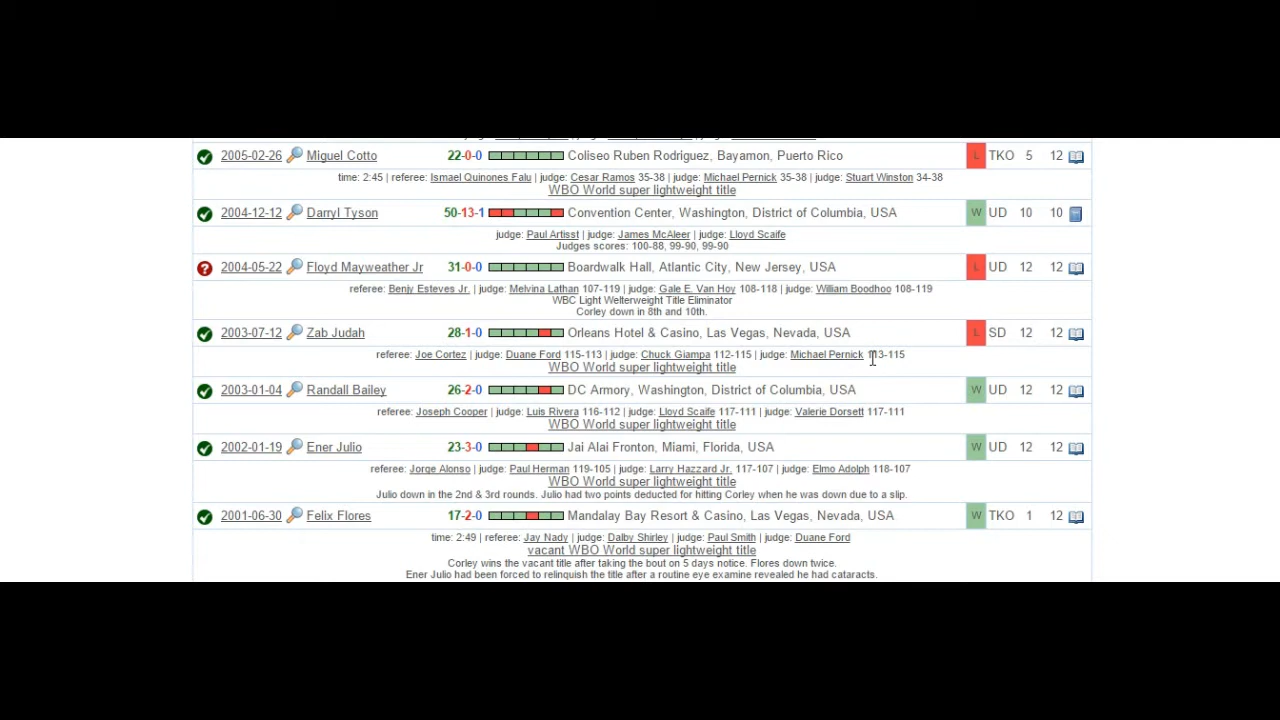 2005-02-26 Miguel Cotto 22-0-0 Coliseo Ruben Rodriguez, Bayamon, Puerto Rico L TKO 5 12
time: 2:45 | referee: Ismael Quinones Falu | judge: Cesar Ramos 35-38 | judge: Michael Pernick 35-38 | judge: Stuart Winston 34-38
WBO World super lightweight title
2004-12-12 Darryl Tyson 50-13-1 Convention Center, Washington, District of Columbia, USA W UD 10 10
judge: Paul Artisst | judge: James McAleer | judge: Lloyd Scaife
Judges scores: 100-88, 99-90, 99-90
2004-05-22 Floyd Mayweather Jr 31-0-0 Boardwalk Hall, Atlantic City, New Jersey, USA L UD 12 12
referee: Benjy Esteves Jr. | judge: Melvina Lathan 107-119 | judge: Gale E. Van Hoy 108-118 | judge: William Boodhoo 108-119
WBC Light Welterweight Title Eliminator
Corley down in 8th and 10th.
2003-07-12 Zab Judah 28-1-0 Orleans Hotel & Casino, Las Vegas, Nevada, USA L SD 12 12
referee: Joe Cortez | judge: Duane Ford 115-113 | judge: Chuck Giampa 112-115 | judge: Michael Pernick 113-115
WBO World super lightweight title
2003-01-04 Randall Bailey 26-2-0 DC Armory, Washington, District of Columbia, USA W UD 12 12
referee: Joseph Cooper | judge: Luis Rivera 116-112 | judge: Lloyd Scaife 117-111 | judge: Valerie Dorsett 117-111
WBO World super lightweight title
2002-01-19 Ener Julio 23-3-0 Jai Alai Fronton, Miami, Florida, USA W UD 12 12
referee: Jorge Alonso | judge: Paul Herman 119-105 | judge: Larry Hazzard Jr. 117-107 | judge: Elmo Adolph 118-107
WBO World super lightweight title
Julio down in the 2nd & 3rd rounds. Julio had two points deducted for hitting Corley when he was down due to a slip.
2001-06-30 Felix Flores 17-2-0 Mandalay Bay Resort & Casino, Las Vegas, Nevada, USA W TKO 1 12
time: 2:49 | referee: Jay Nady | judge: Dalby Shirley | judge: Paul Smith | judge: Duane Ford
vacant WBO World super lightweight title
Corley wins the vacant title after taking the bout on 5 days notice. Flores down twice.
Ener Julio had been forced to relinquish the title after a routine eye examine revealed he had cataracts.